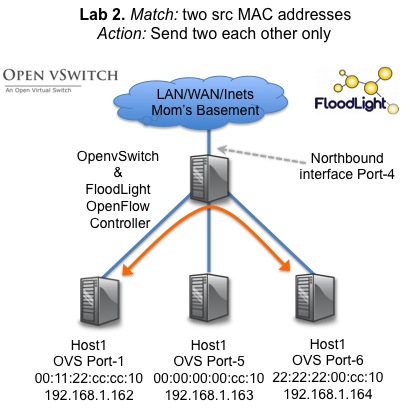 Lab 2. Match: two src MAC addresses
Action: Send two each other only
OPEN VSWITCH
An Open Virtual Switch
LAN/WAN/Inets
Mom's Basement
FLOODLIGHT
OpenvSwitch
&
FloodLight
OpenFlow
Controller
Northbound
interface Port-4
Host1
OVS Port-1
00:11:22:cc:cc:10
192.168.1.162
Host1
OVS Port-5
00:00:00:00:cc:10
192.168.1.163
Host1
OVS Port-6
22:22:22:00:cc:10
192.168.1.164